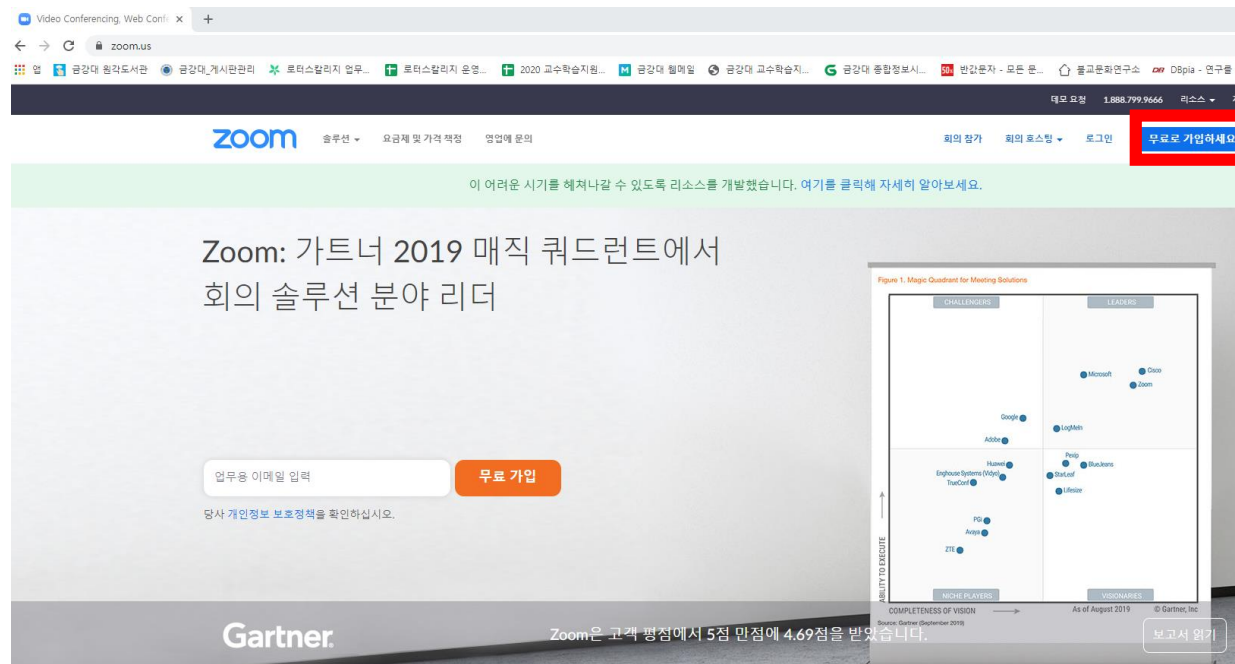 Video Conferencing, Web Conf
zoom.us
앱 금강대 원각도서관 금강대_게시판관리 로터스칼리지 업무... 로터스칼리지 운영... 2020 교수학습지원... 금강대 웹메일 금강대 교수학습지... 금강대 종합정보시... 반값문자 - 모든 문... 불교문화연구소 DBpia - 연구를
데모 요청 1.888.799.9666 리소스
zoom 솔루션 요금제 및 가격 책정 영업에 문의 회의 참가 회의 호스팅 로그인 무료로 가입하세요
이 어려운 시기를 헤쳐나갈 수 있도록 리소스를 개발했습니다. 여기를 클릭해 자세히 알아보세요.
Zoom: 가트너 2019 매직 쿼드런트에서
회의 솔루션 분야 리더
업무용 이메일 입력 무료 가입
당사 개인정보 보호정책을 확인하십시오.
Figure 1. Magic Quadrant for Meeting Solutions
CHALLENGERS LEADERS
Microsoft Cisco
Zoom
Google
LogMeIn
Adobe
Pexip
Huawei BlueJeans
Enghouse Systems (Vidyo) StarLeaf
TrueConf
Lifesize
PGi
Avaya
ZTE
ABILITY TO EXECUTE
NICHE PLAYERS VISIONARIES
COMPLETENESS OF VISION As of August 2019 © Gartner, Inc
Source: Gartner (September 2019)
Gartner. Zoom은 고객 평점에서 5점 만점에 4.69점을 받았습니다. 보고서 읽기